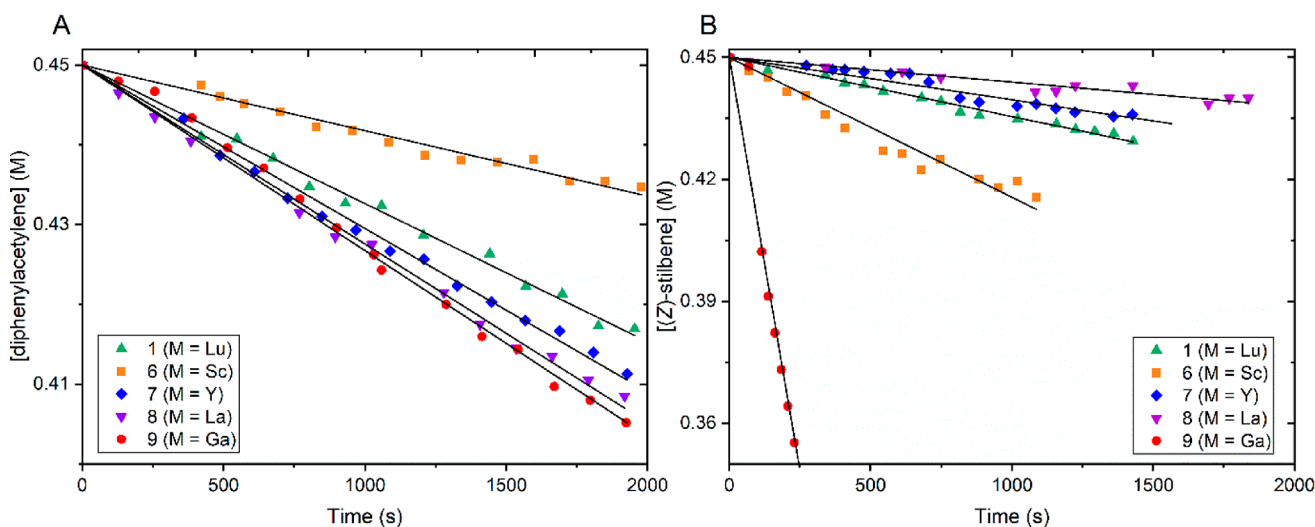 A
[diphenylacetylene] (M)
0.45
0.43
0.41
1 (M = Lu)
6 (M = Sc)
7 (M = Y)
8 (M = La)
9 (M = Ga)
0
500
1000
1500
2000
Time (s)
B
[(Z)-stilbene] (M)
0.45
0.42
0.39
0.36
1 (M = Lu)
6 (M = Sc)
7 (M = Y)
8 (M = La)
9 (M = Ga)
0
500
1000
1500
2000
Time (s)